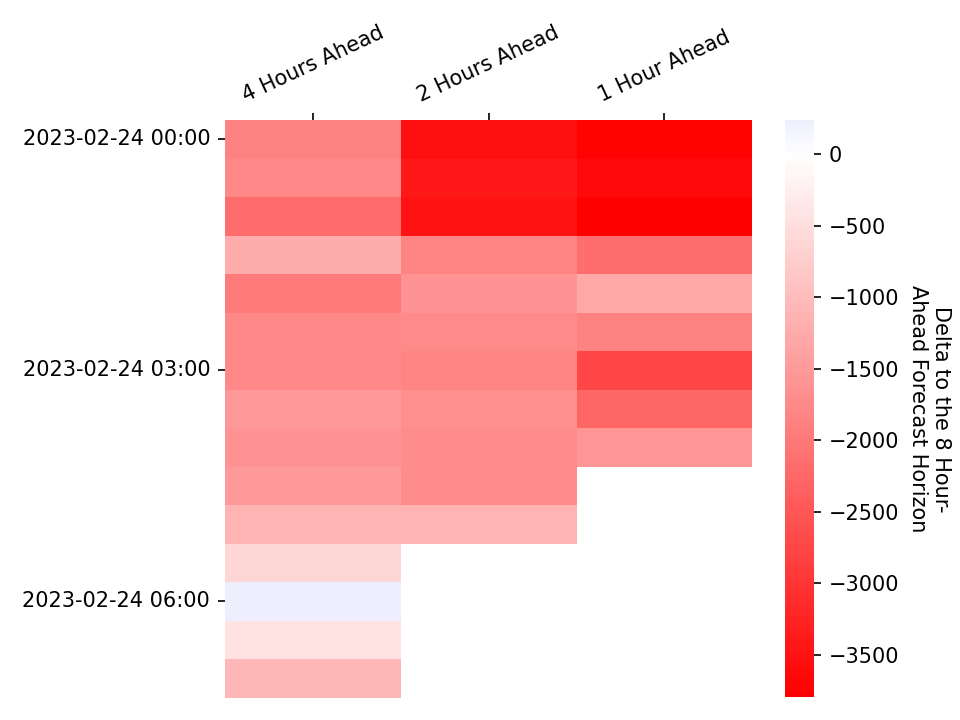 4 Hours Ahead
2 Hours Ahead
1 Hour Ahead
2023-02-24 00:00
2023-02-24 03:00
2023-02-24 06:00
0
−500
−1000
−1500
−2000
−2500
−3000
−3500
Delta to the 8 Hour-
Ahead Forecast Horizon